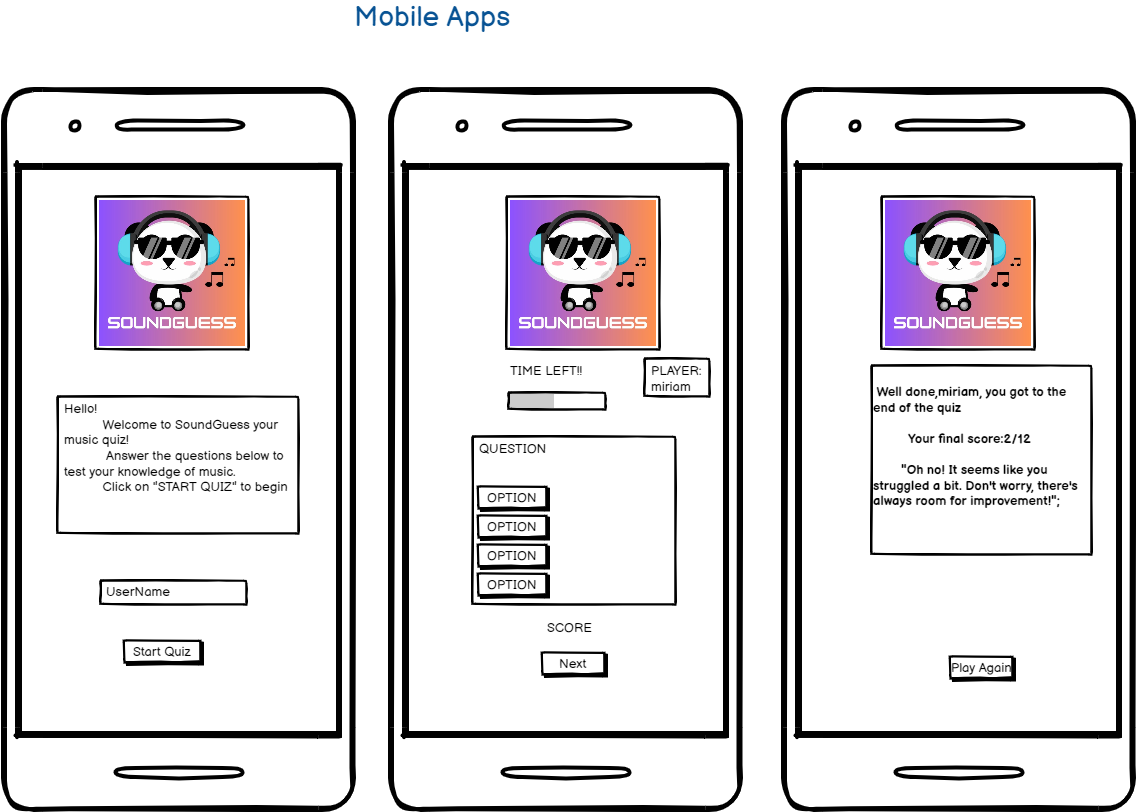 Mobile Apps
SOUNDGUESS
Hello!
Welcome to SoundGuess your
music quiz!
Answer the questions below to
test your knowledge of music.
Click on "START QUIZ" to begin
UserName
Start Quiz
SOUNDGUESS
TIME LEFT!!
PLAYER:
miriam
QUESTION
OPTION
OPTION
OPTION
OPTION
SCORE
Next
SOUNDGUESS
Well done,miriam, you got to the
end of the quiz
Your final score:2/12
"Oh no! It seems like you
struggled a bit. Don't worry, there's
always room for improvement!";
Play Again